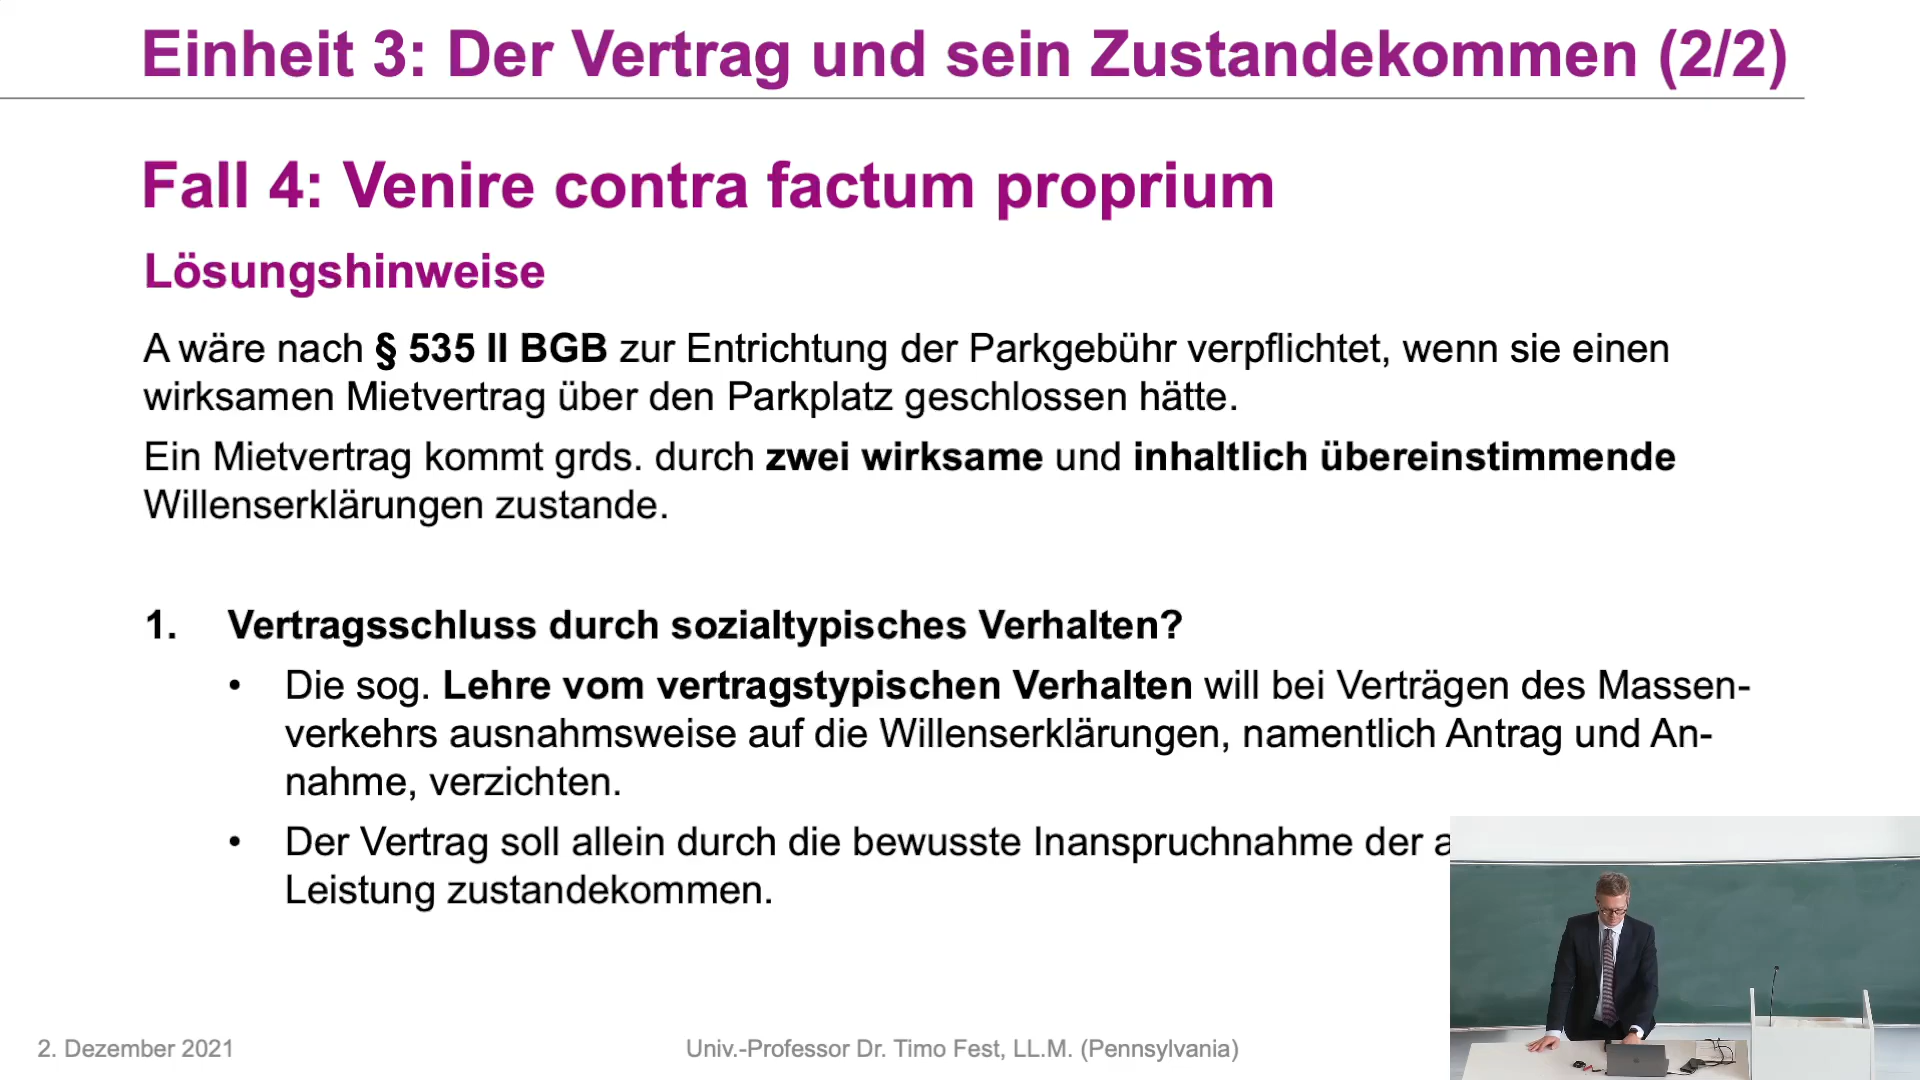 Einheit 3: Der Vertrag und sein Zustandekommen (2/2)
Fall 4: Venire contra factum proprium
Lösungshinweise
A wäre nach § 535 II BGB zur Entrichtung der Parkgebühr verpflichtet, wenn sie einen
wirksamen Mietvertrag über den Parkplatz geschlossen hätte.
Ein Mietvertrag kommt grds. durch zwei wirksame und inhaltlich übereinstimmende
Willenserklärungen zustande.
1. Vertragsschluss durch sozialtypisches Verhalten?
• Die sog. Lehre vom vertragstypischen Verhalten will bei Verträgen des Massen-
verkehrs ausnahmsweise auf die Willenserklärungen, namentlich Antrag und An-
nahme, verzichten.
• Der Vertrag soll allein durch die bewusste Inanspruchnahme der
Leistung zustandekommen.
2. Dezember 2021
Univ.-Professor Dr. Timo Fest, LL.M. (Pennsylvania)